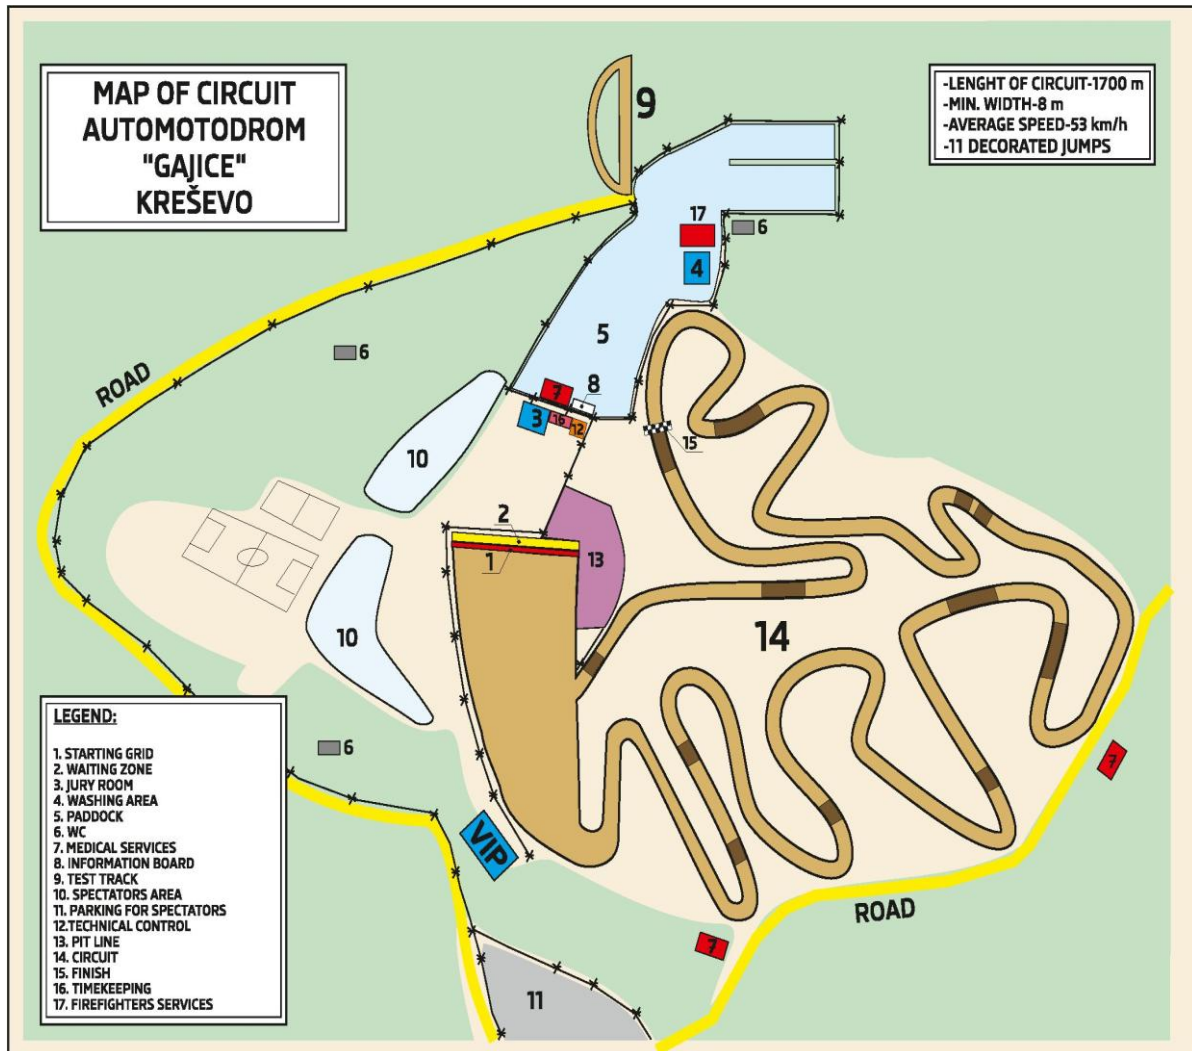 MAP OF CIRCUIT
AUTOMOTODROM
"GAJICE"
KREŠEVO
-LENGHT OF CIRCUIT-1700 m
-MIN. WIDTH-8 m
-AVERAGE SPEED-53 km/h
-11 DECORATED JUMPS
9
17
6
4
5
6
ROAD
7
8
3
16
12
15
10
2
1
13
10
14
6
7
VIP
ROAD
7
11
LEGEND:
1. STARTING GRID
2. WAITING ZONE
3. JURY ROOM
4. WASHING AREA
5. PADDOCK
6. WC
7. MEDICAL SERVICES
8. INFORMATION BOARD
9. TEST TRACK
10. SPECTATORS AREA
11. PARKING FOR SPECTATORS
12.TECHNICAL CONTROL
13. PIT LINE
14. CIRCUIT
15. FINISH
16. TIMEKEEPING
17. FIREFIGHTERS SERVICES